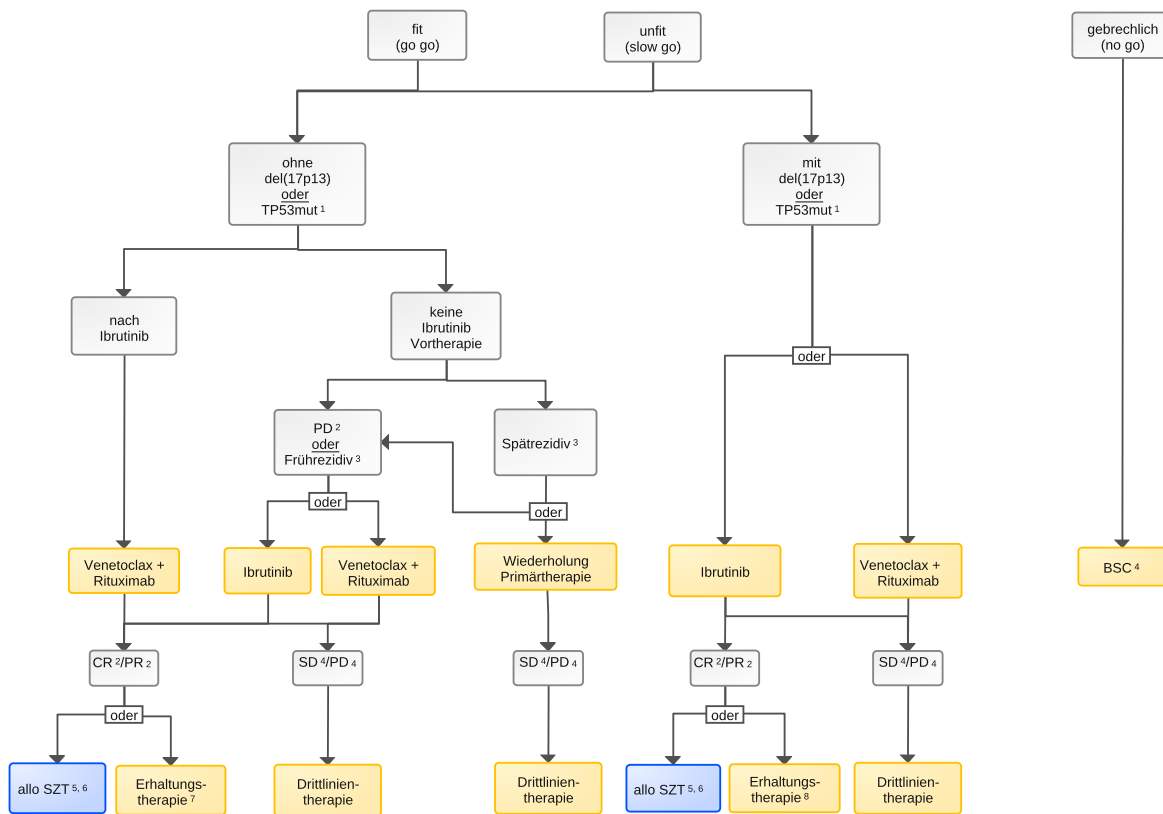 fit
(go go)
unfit
(slow go)
gebrechlich
(no go)
ohne
del(17p13)
oder
TP53mut 1
mit
del(17p13)
oder
TP53mut 1
nach
Ibrutinib
keine
Ibrutinib
Vortherapie
oder
PD 2
oder
Frührezidiv 3
Spätrezidiv 3
oder
oder
Venetoclax +
Rituximab
Ibrutinib
Venetoclax +
Rituximab
Wiederholung
Primärtherapie
Ibrutinib
Venetoclax +
Rituximab
BSC 4
CR 2/PR 2
SD 4/PD 4
SD 4/PD 4
CR 2/PR 2
SD 4/PD 4
oder
oder
allo SZT 5, 6
Erhaltungs-
therapie 7
Drittlinien-
therapie
Drittlinien-
therapie
allo SZT 5, 6
Erhaltungs-
therapie 8
Drittlinien-
therapie